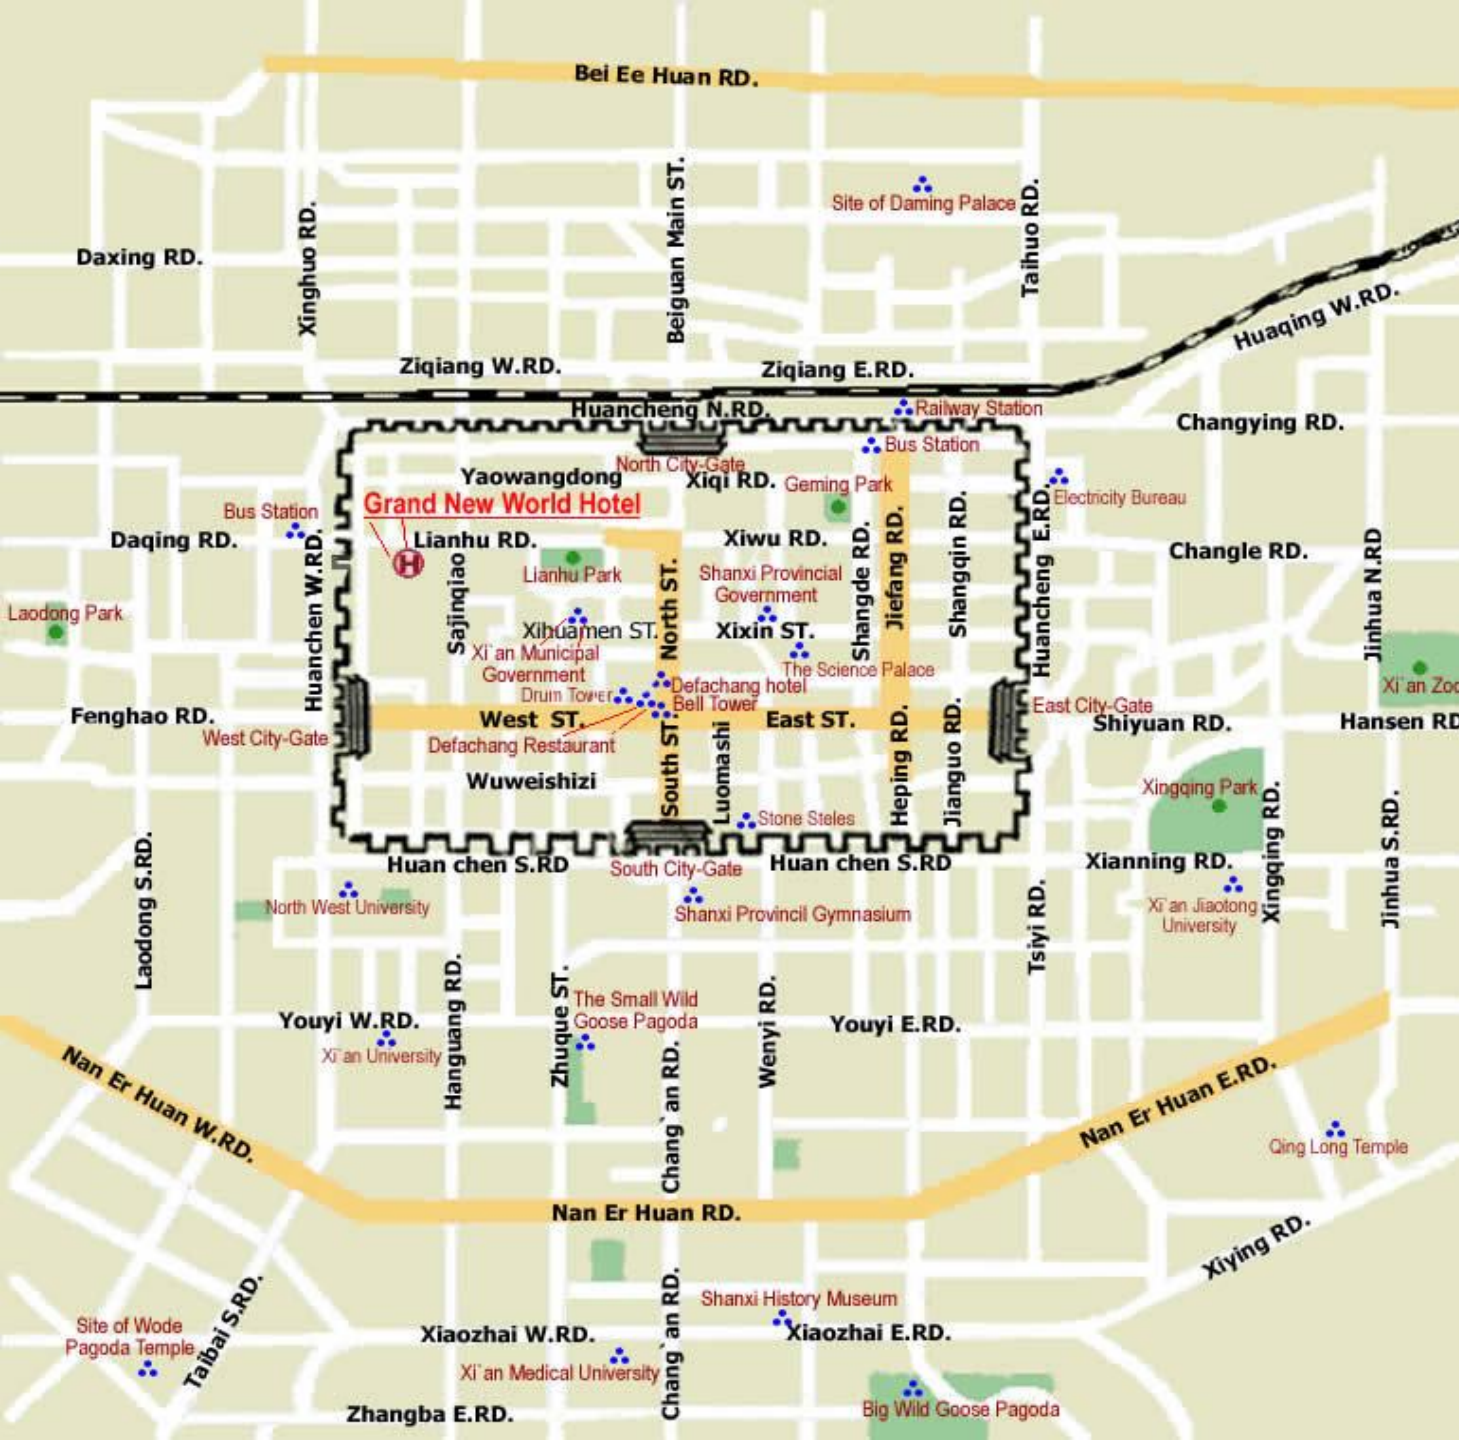 Bei Ee Huan RD.
Site of Daming Palace
Beiguan Main ST.
Taihuo RD.
Xinghuo RD.
Daxing RD.
Huaqing W.RD.
Ziqiang W.RD.
Ziqiang E.RD.
Huancheng N.RD.
Railway Station
Changying RD.
Bus Station
North City-Gate
Yaowangdong
Xiqi RD.
Geming Park
Electricity Bureau
Grand New World Hotel
Bus Station
Daqing RD.
Lianhu RD.
H
Xiwu RD.
Changle RD.
Huanchen W.RD.
Sajinqiao
Lianhu Park
North ST.
Shanxi Provincial
Government
Shangde RD.
Jiefang RD.
Shangqin RD.
Huancheng E.RD.
Jinhua N.RD
Laodong Park
Xihuamen ST.
Xixin ST.
Xi`an Municipal
Government
The Science Palace
Xi`an Zoo
Drum Tower
Defachang hotel
Bell Tower
East City-Gate
Fenghao RD.
West City-Gate
West ST.
East ST.
Shiyuan RD.
Hansen RD
Defachang Restaurant
South ST.
Luomashi
Heping RD.
Jianguo RD.
Wuweishizi
Xingqing Park
Stone Steles
Xingqing RD.
Jinhua S.RD.
Laodong S.RD.
Huan chen S.RD
South City-Gate
Huan chen S.RD
Xianning RD.
North West University
Shanxi Provincil Gymnasium
Tsiyi RD.
Xi`an Jiaotong
University
Hanguang RD.
Zhuque ST.
The Small Wild
Goose Pagoda
Wenyi RD.
Youyi W.RD.
Youyi E.RD.
Xi`an University
Chang`an RD.
Nan Er Huan W.RD.
Nan Er Huan E.RD.
Qing Long Temple
Nan Er Huan RD.
Xiying RD.
Taibai S.RD.
Chang`an RD.
Shanxi History Museum
Site of Wode
Pagoda Temple
Xiaozhai W.RD.
Xiaozhai E.RD.
Xi`an Medical University
Zhangba E.RD.
Big Wild Goose Pagoda